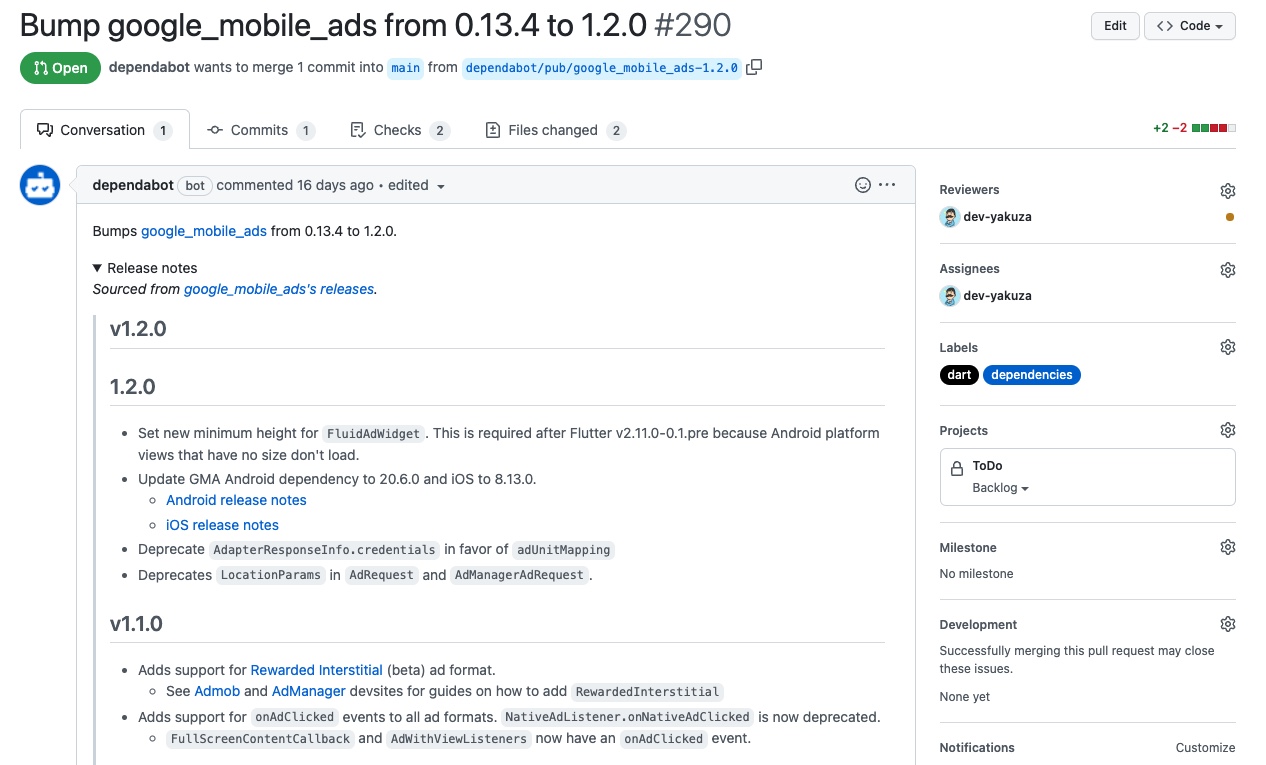 Bump google_mobile_ads from 0.13.4 to 1.2.0 #290
Edit
<> Code
Open
dependabot wants to merge 1 commit into main from dependabot/pub/google_mobile_ads-1.2.0
Conversation 1
Commits 1
Checks 2
Files changed 2
+2 −2
dependabot bot commented 16 days ago • edited
Bumps google_mobile_ads from 0.13.4 to 1.2.0.
Release notes
Sourced from google_mobile_ads's releases.
v1.2.0
1.2.0
• Set new minimum height for FluidAdWidget. This is required after Flutter v2.11.0-0.1.pre because Android platform
views that have no size don't load.
• Update GMA Android dependency to 20.6.0 and iOS to 8.13.0.
◦ Android release notes
◦ iOS release notes
• Deprecate AdapterResponseInfo.credentials in favor of adUnitMapping
• Deprecates LocationParams in AdRequest and AdManagerAdRequest.
v1.1.0
• Adds support for Rewarded Interstitial (beta) ad format.
◦ See Admob and AdManager devsites for guides on how to add RewardedInterstitial
• Adds support for onAdClicked events to all ad formats. NativeAdListener.onNativeAdClicked is now deprecated.
◦ FullScreenContentCallback and AdWithViewListeners now have an onAdClicked event.
Reviewers
dev-yakuza
Assignees
dev-yakuza
Labels
dart dependencies
Projects
ToDo
Backlog
Milestone
No milestone
Development
Successfully merging this pull request may close
these issues.
None yet
Notifications
Customize